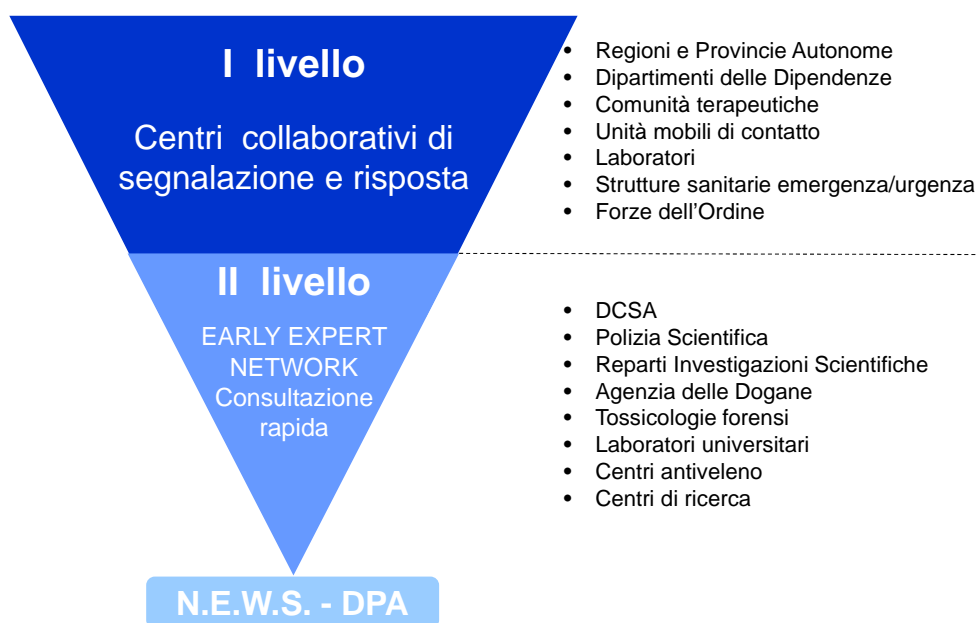 I livello
Centri collaborativi di
segnalazione e risposta
• Regioni e Provincie Autonome
• Dipartimenti delle Dipendenze
• Comunità terapeutiche
• Unità mobili di contatto
• Laboratori
• Strutture sanitarie emergenza/urgenza
• Forze dell’Ordine
II livello
EARLY EXPERT
NETWORK
Consultazione
rapida
• DCSA
• Polizia Scientifica
• Reparti Investigazioni Scientifiche
• Agenzia delle Dogane
• Tossicologie forensi
• Laboratori universitari
• Centri antiveleno
• Centri di ricerca
N.E.W.S. - DPA